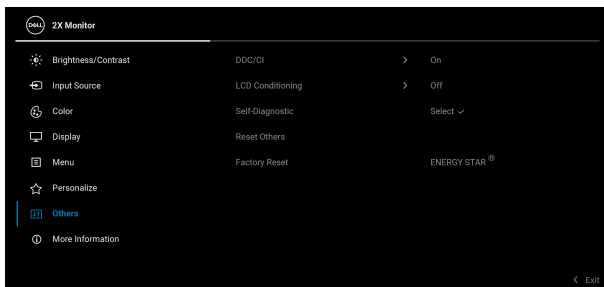 DELL 2X Monitor
Brightness/Contrast DDC/CI > On
Input Source LCD Conditioning > Off
Color Self-Diagnostic Select ✓
Display Reset Others
Menu Factory Reset ENERGY STAR ®
Personalize
Others
More Information
< Exit